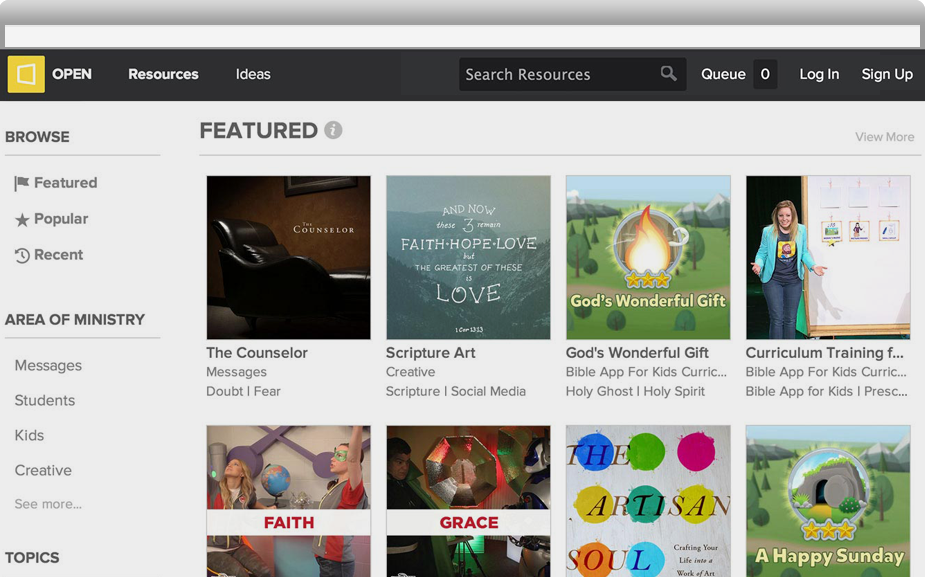 OPEN Resources Ideas Search Resources Queue 0 Log In Sign Up
BROWSE
Featured
Popular
Recent
AREA OF MINISTRY
Messages
Students
Kids
Creative
See more...
TOPICS
FEATURED i View More
THE
COUNSELOR
The Counselor
Messages
Doubt | Fear
AND NOW
these 3 remain
FAITH·HOPE·LOVE
but
THE GREATEST OF THESE
is
LOVE
1 Cor 13:13
Scripture Art
Creative
Scripture | Social Media
God's Wonderful Gift
God's Wonderful Gift
Bible App For Kids Curric...
Holy Ghost | Holy Spirit
Curriculum Training f...
Bible App For Kids Curric...
Bible App for Kids | Presc...
FAITH
GRACE
THE
ARTISAN
SOUL
Crafting Your
Life into a
Work of Art
A Happy Sunday